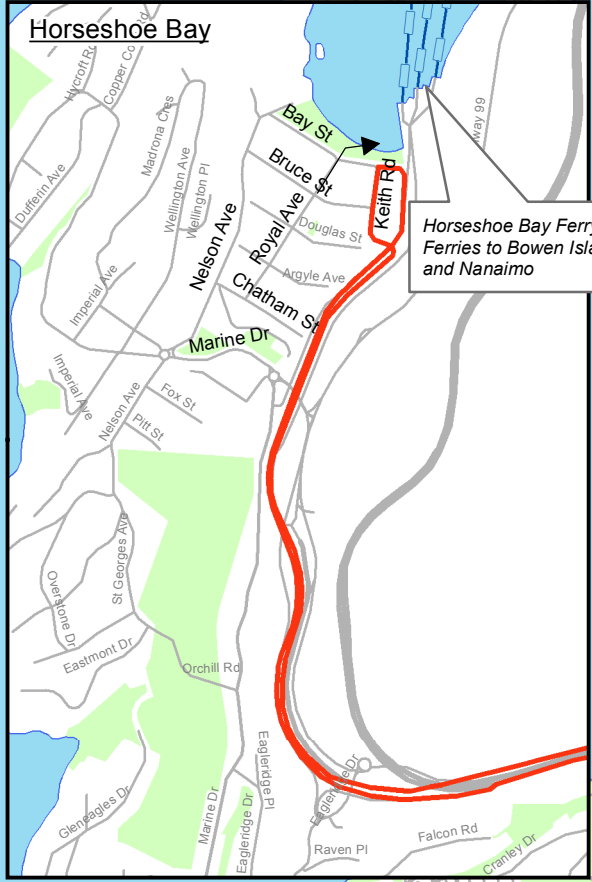 Horseshoe Bay
Hycroft Rd
Copper Co
Rd
Madrona Cres
Dufferin Ave
Wellington Ave
Wellington Pl
Nelson Ave
Bay St
Bruce St
Royal Ave
Douglas St
Keith Rd
way 99
Horseshoe Bay Ferry
Ferries to Bowen Isla
and Nanaimo
Imperial Ave
Argyle Ave
Chatham St
Marine Dr
Imperial Ave
Nelson Ave
Fox St
Pitt St
St Georges Ave
Overstone Dr
Eastmont Dr
Orchill Rd
Gleneagles Dr
Marine Dr
Eagleridge Pl
Eagleridge Dr
Eagleridge Dr
Raven Pl
Falcon Rd
Cranley Dr